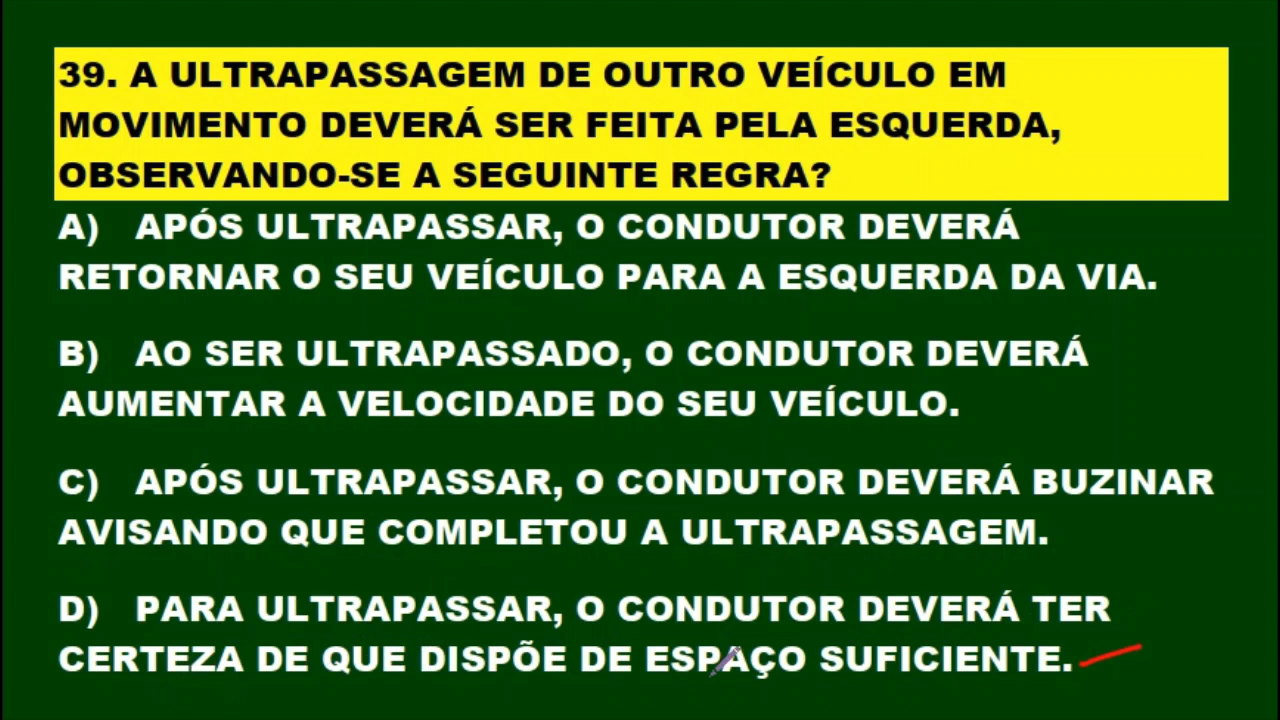 39. A ULTRAPASSAGEM DE OUTRO VEÍCULO EM
MOVIMENTO DEVERÁ SER FEITA PELA ESQUERDA,
OBSERVANDO-SE A SEGUINTE REGRA?
A) APÓS ULTRAPASSAR, O CONDUTOR DEVERÁ
RETORNAR O SEU VEÍCULO PARA A ESQUERDA DA VIA.
B) AO SER ULTRAPASSADO, O CONDUTOR DEVERÁ
AUMENTAR A VELOCIDADE DO SEU VEÍCULO.
C) APÓS ULTRAPASSAR, O CONDUTOR DEVERÁ BUZINAR
AVISANDO QUE COMPLETOU A ULTRAPASSAGEM.
D) PARA ULTRAPASSAR, O CONDUTOR DEVERÁ TER
CERTEZA DE QUE DISPÕE DE ESPAÇO SUFICIENTE.